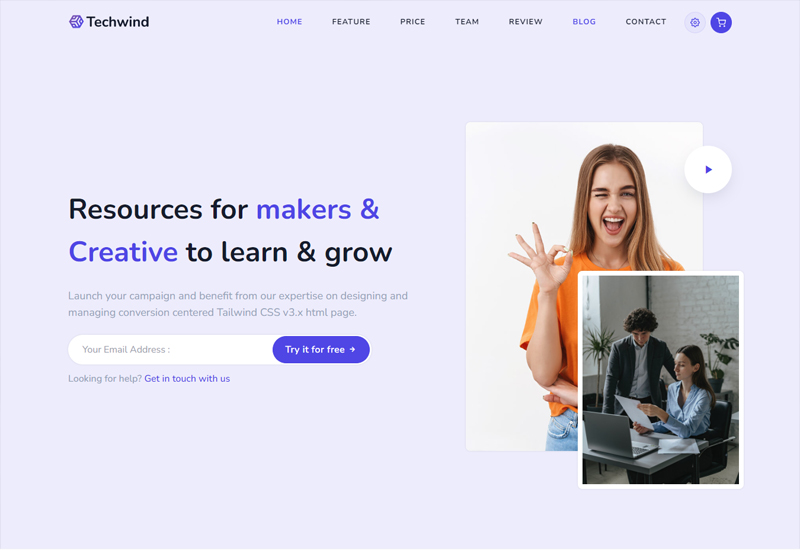 Techwind
HOME FEATURE PRICE TEAM REVIEW BLOG CONTACT
Resources for makers &
Creative to learn & grow
Launch your campaign and benefit from our expertise on designing and
managing conversion centered Tailwind CSS v3.x html page.
Your Email Address :
Try it for free →
Looking for help? Get in touch with us